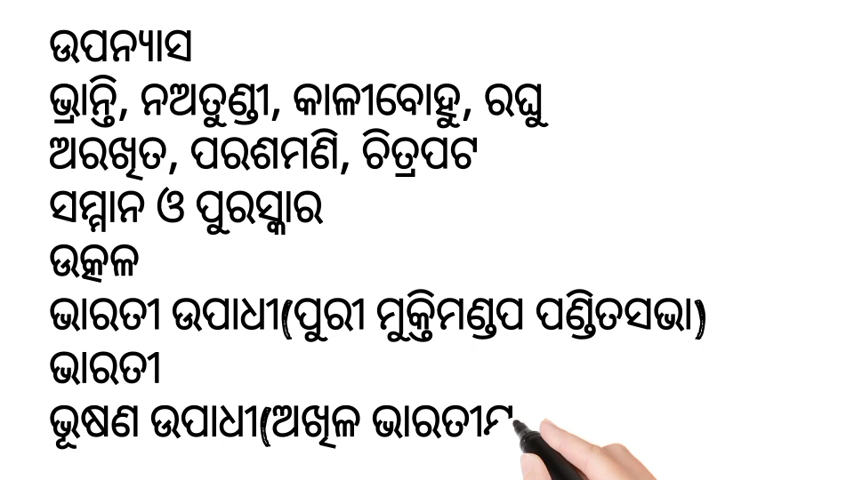 ଉପନ୍ୟାସ
ଭ୍ରାନ୍ତି, ନଅତୁଣ୍ଡୀ, କାଳୀବୋହୁ, ରଘୁ
ଅରଖିତ, ପରଶମଣି, ଚିତ୍ରପଟ
ସମ୍ମାନ ଓ ପୁରସ୍କାର
ଉତ୍କଳ
ଭାରତୀ ଉପାଧୀ(ପୁରୀ ମୁକ୍ତିମଣ୍ଡପ ପଣ୍ଡିତସଭା)
ଭାରତୀ
ଭୂଷଣ ଉପାଧୀ(ଅଖିଳ